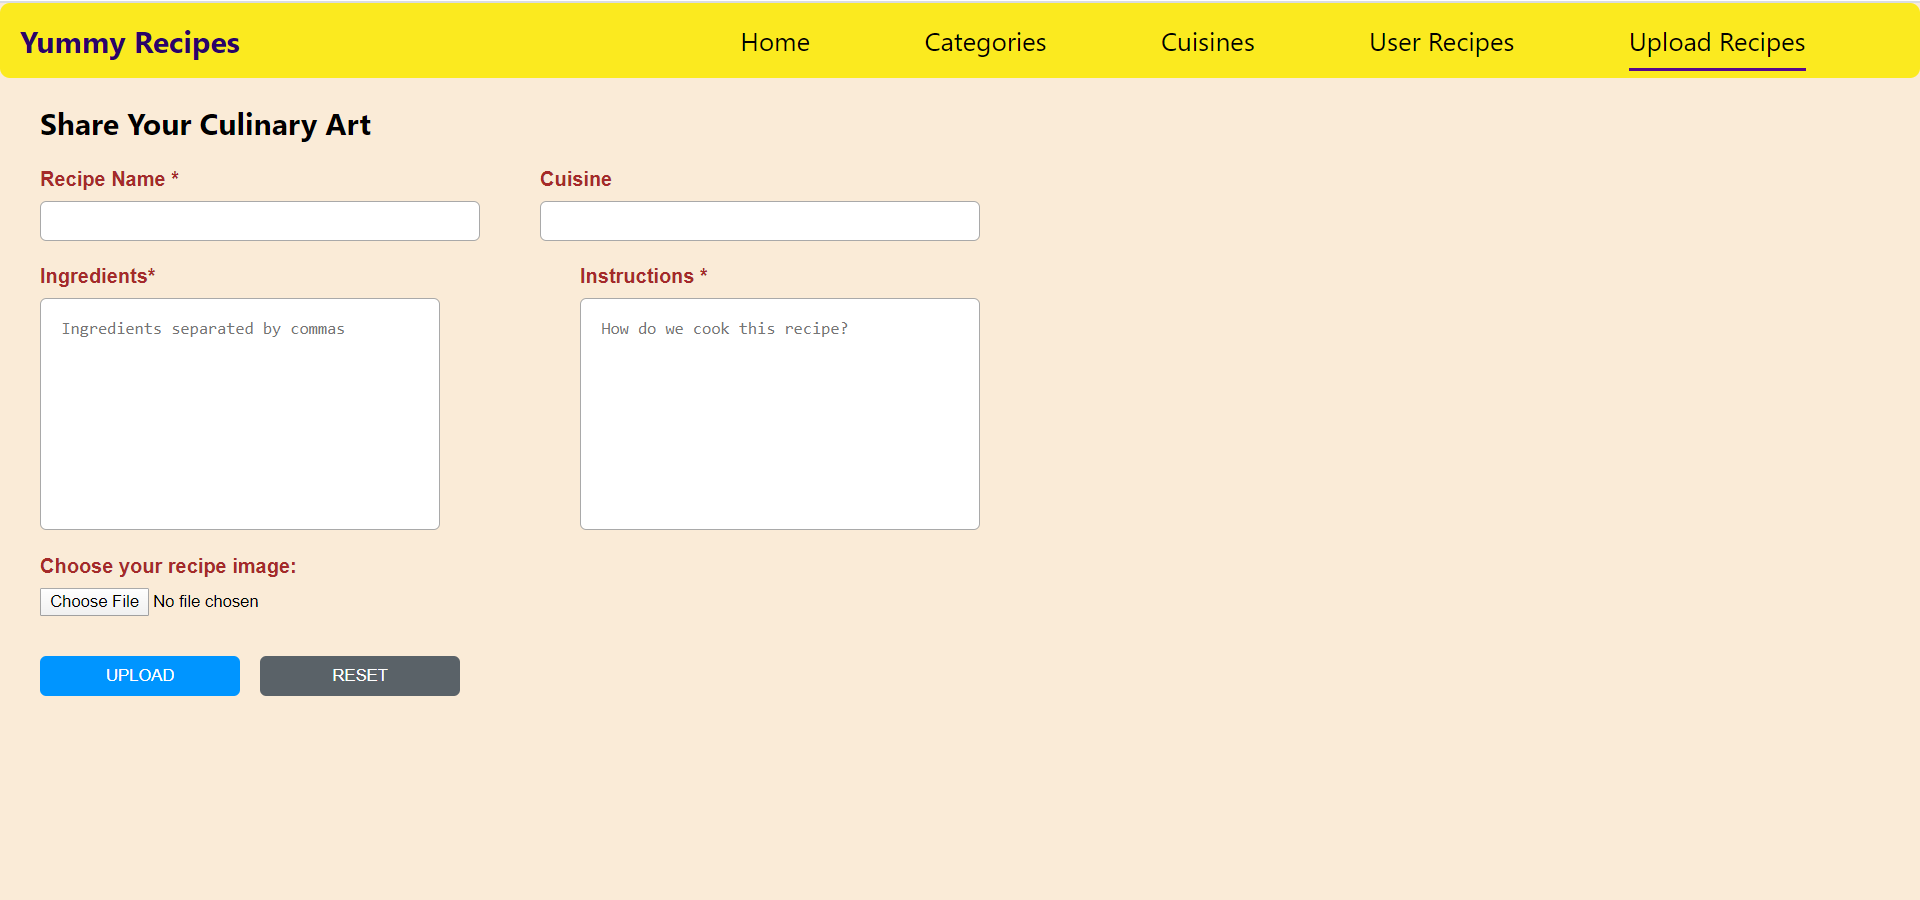 Yummy Recipes Home Categories Cuisines User Recipes Upload Recipes
Share Your Culinary Art
Recipe Name * Cuisine
Ingredients* Instructions *
Ingredients separated by commas How do we cook this recipe?
Choose your recipe image:
Choose File No file chosen
UPLOAD RESET